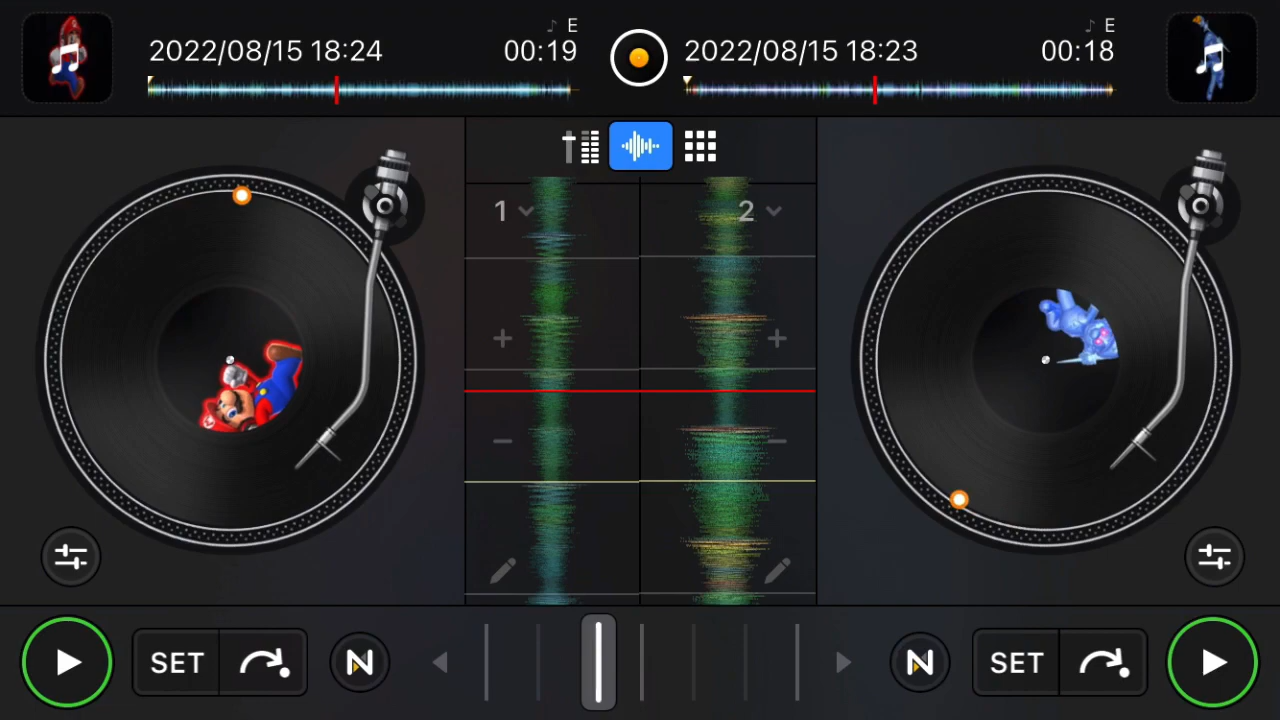 ♪ E
2022/08/15 18:24 00:19
♪ E
2022/08/15 18:23 00:18
1
2
SET
N
N
SET